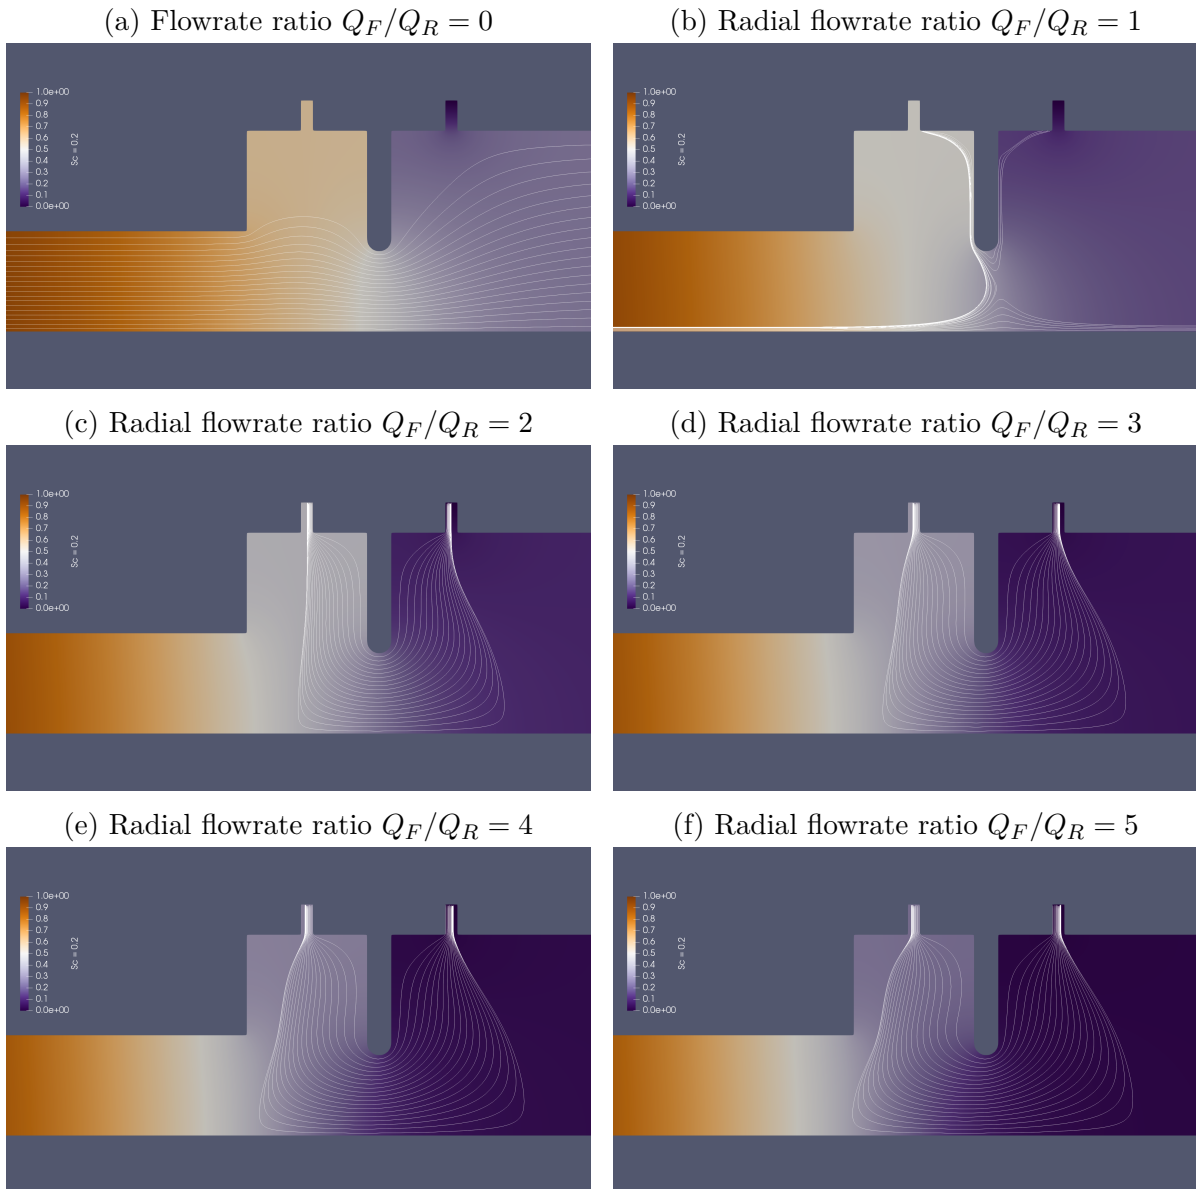 (a) Flowrate ratio Q_F/Q_R = 0
1.0e+00
0.9
0.8
0.7
0.6
0.5
0.4
0.3
0.2
0.1
0.0e+00
Sc = 0.2
(b) Radial flowrate ratio Q_F/Q_R = 1
1.0e+00
0.9
0.8
0.7
0.6
0.5
0.4
0.3
0.2
0.1
0.0e+00
Sc = 0.2
(c) Radial flowrate ratio Q_F/Q_R = 2
1.0e+00
0.9
0.8
0.7
0.6
0.5
0.4
0.3
0.2
0.1
0.0e+00
Sc = 0.2
(d) Radial flowrate ratio Q_F/Q_R = 3
1.0e+00
0.9
0.8
0.7
0.6
0.5
0.4
0.3
0.2
0.1
0.0e+00
Sc = 0.2
(e) Radial flowrate ratio Q_F/Q_R = 4
1.0e+00
0.9
0.8
0.7
0.6
0.5
0.4
0.3
0.2
0.1
0.0e+00
Sc = 0.2
(f) Radial flowrate ratio Q_F/Q_R = 5
1.0e+00
0.9
0.8
0.7
0.6
0.5
0.4
0.3
0.2
0.1
0.0e+00
Sc = 0.2